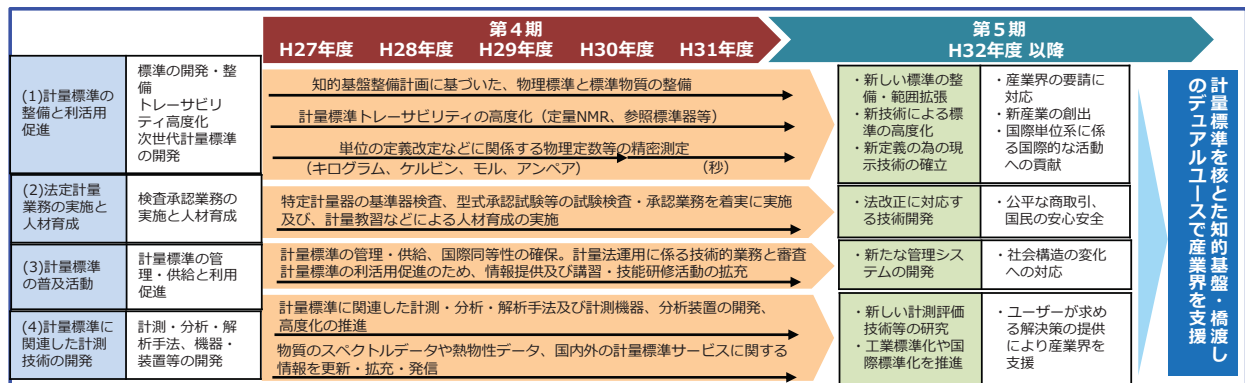 第４期
H27年度 H28年度 H29年度 H30年度 H31年度
第５期
H32年度 以降
(1)計量標準の
整備と利活用
促進
標準の開発・整
備
トレーサビリ
ティ高度化
次世代計量標準
の開発
知的基盤整備計画に基づいた、物理標準と標準物質の整備
計量標準トレーサビリティの高度化（定量NMR、参照標準器等）
単位の定義改定などに関係する物理定数等の精密測定
（キログラム、ケルビン、モル、アンペア） （秒）
・新しい標準の整
備・範囲拡張
・新技術による標
準の高度化
・新定義の為の現
示技術の確立
・産業界の要請に
対応
・新産業の創出
・国際単位系に係
る国際的な活動
への貢献
(2)法定計量
業務の実施と
人材育成
検査承認業務の
実施と人材育成
特定計量器の基準器検査、型式承認試験等の試験検査・承認業務を着実に実施
及び、計量教習などによる人材育成の実施
・法改正に対応す
る技術開発
・公平な商取引、
国民の安心安全
(3)計量標準
の普及活動
計量標準の管
理・供給と利用
促進
計量標準の管理・供給、国際同等性の確保。計量法運用に係る技術的業務と審査
計量標準の利活用促進のため、情報提供及び講習・技能研修活動の拡充
・新たな管理シス
テムの開発
・社会構造の変化
への対応
(4)計量標準に
関連した計測
技術の開発
計測・分析・解
析手法、機器・
装置等の開発
計量標準に関連した計測・分析・解析手法及び計測機器、分析装置の開発、
高度化の推進
物質のスペクトルデータや熱物性データ、国内外の計量標準サービスに関する
情報を更新・拡充・発信
・新しい計測評価
技術等の研究
・工業標準化や国
際標準化を推進
・ユーザーが求め
る解決策の提供
により産業界を
支援
計量標準を核とした知的基盤・橋渡し
のデュアルユースで産業界を支援